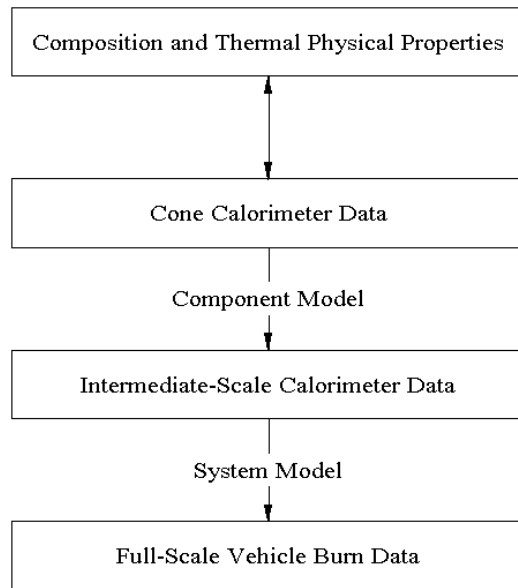 Composition and Thermal Physical Properties
Cone Calorimeter Data
Component Model
Intermediate-Scale Calorimeter Data
System Model
Full-Scale Vehicle Burn Data